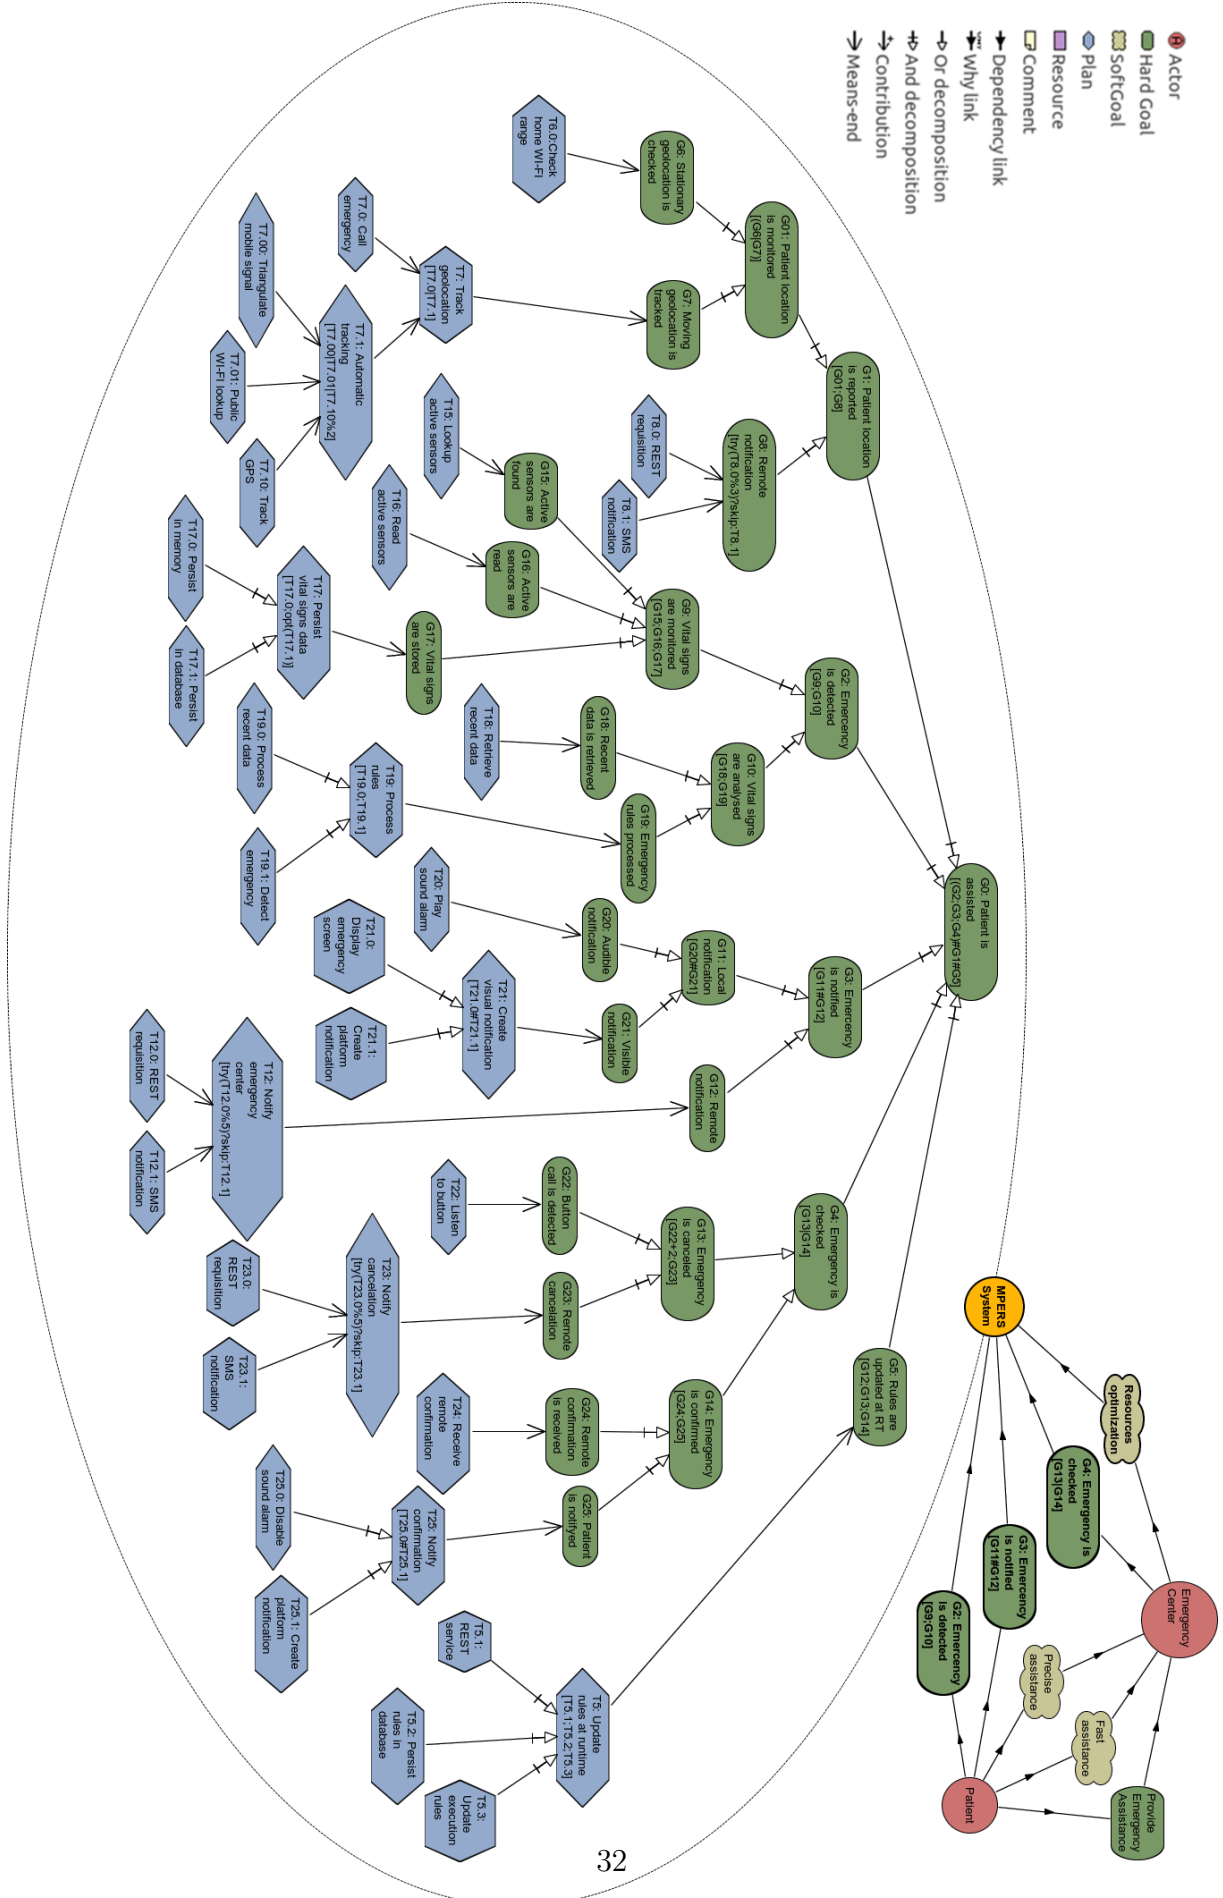 Actor
Hard Goal
SoftGoal
Plan
Resource
Comment
Dependency link
why
Why link
Or decomposition
And decomposition
Contribution
Means-end
Emergency
Center
Provide
Emergency
Assistance
Fast
assistance
Precise
assistance
Patient
Resources
optimization
G4: Emergency is
checked
[G13|G14]
G3: Emercency
is notified
[G11#G12]
G2: Emercency
is detected
[G9;G10]
MPERS
System
G0: Patient is
assisted
[(G2;G3;G4)#G1#G5]
G1: Patient location
is reported
[G01;G8]
G2: Emercency
is detected
[G9;G10]
G3: Emercency
is notified
[G11#G12]
G4: Emergency is
checked
[G13|G14]
G5: Rules are
updated at RT
[G12;G13;G14]
G01: Patient location
is monitored
[(G6|G7)]
G8: Remote
notification
[try(T8.0%3)?skip:T8.1]
G9: Vital signs
are monitored
[G15;G16;G17]
G10: Vital signs
are analysed
[G18;G19]
G11: Local
notification
[G20#G21]
G12: Remote
notification
G13: Emergency
is canceled
[G22+2;G23]
G14: Emergency
is confirmed
[G24;G25]
G6: Stationary
geolocation is
checked
G7: Moving
geolocation is
tracked
T8.0: REST
requisition
T8.1: SMS
notification
G15: Active
sensors are
found
G16: Active
sensors are
read
G17: Vital signs
are stored
G18: Recent
data is retrieved
G19: Emergency
rules processed
G20: Audible
notification
G21: Visible
notification
G22: Button
call is detected
G23: Remote
cancelation
G24: Remote
confirmation
is received
G25: Patient
is notifyed
T5: Update
rules at runtime
[T5.1;T5.2;T5.3]
T6.0:Check
home WI-FI
range
T7: Track
geolocation
[T7.0|T7.1]
T15: Lookup
active sensors
T16: Read
active sensors
T17: Persist
vital signs data
[T17.0;opt(T17.1)]
T18: Retrieve
recent data
T19: Process
rules
[T19.0;T19.1]
T20: Play
sound alarm
T21: Create
visual notification
[T21.0#T21.1]
T12: Notify
emergency
center
[try(T12.0%5)?skip:T12.1]
T22: Listen
to button
T23: Notify
cancelation
[try(T23.0%5)?skip:T23.1]
T24: Receive
remote
confirmation
T25: Notify
confirmation
[T25.0#T25.1]
T5.1:
REST
service
T5.2: Persist
rules in
database
T5.3:
Update
execution
rules
T7.0: Call
emergency
T7.1: Automatic
tracking
[T7.00|T7.01|T7.10%2]
T7.00: Triangulate
mobile signal
T7.01: Public
WI-FI lookup
T7.10: Track
GPS
T17.0: Persist
in memory
T17.1: Persist
in database
T19.0: Process
recent data
T19.1: Detect
emergency
T21.0:
Display
emergency
screen
T21.1:
Create
platform
notification
T12.0: REST
requisition
T12.1: SMS
notification
T23.0:
REST
requisition
T23.1:
SMS
notification
T25.0: Disable
sound alarm
T25.1: Create
platform
notification
32